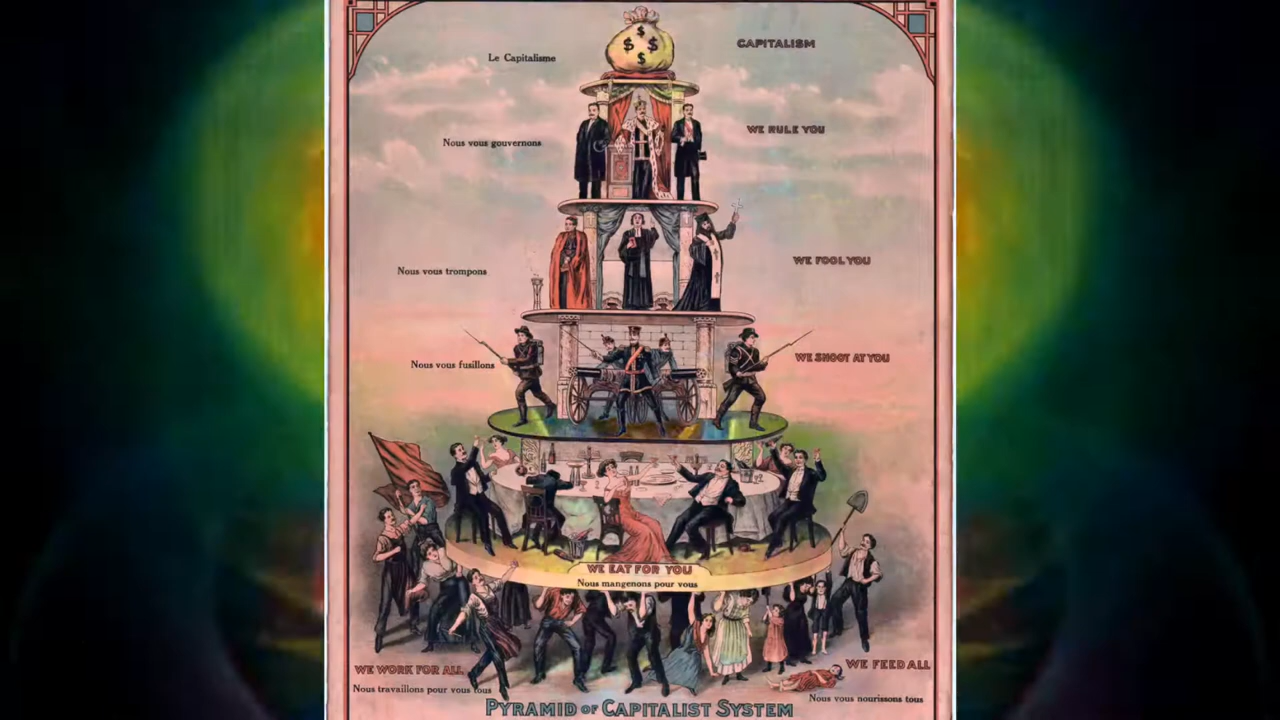 Le Capitalisme
CAPITALISM
Nous vous gouvernons
WE RULE YOU
Nous vous trompons
WE FOOL YOU
Nous vous fusillons
WE SHOOT AT YOU
WE EAT FOR YOU
Nous mangenons pour vous
WE WORK FOR ALL
Nous travaillons pour vous tous
WE FEED ALL
Nous vous nourissons tous
PYRAMID OF CAPITALIST SYSTEM